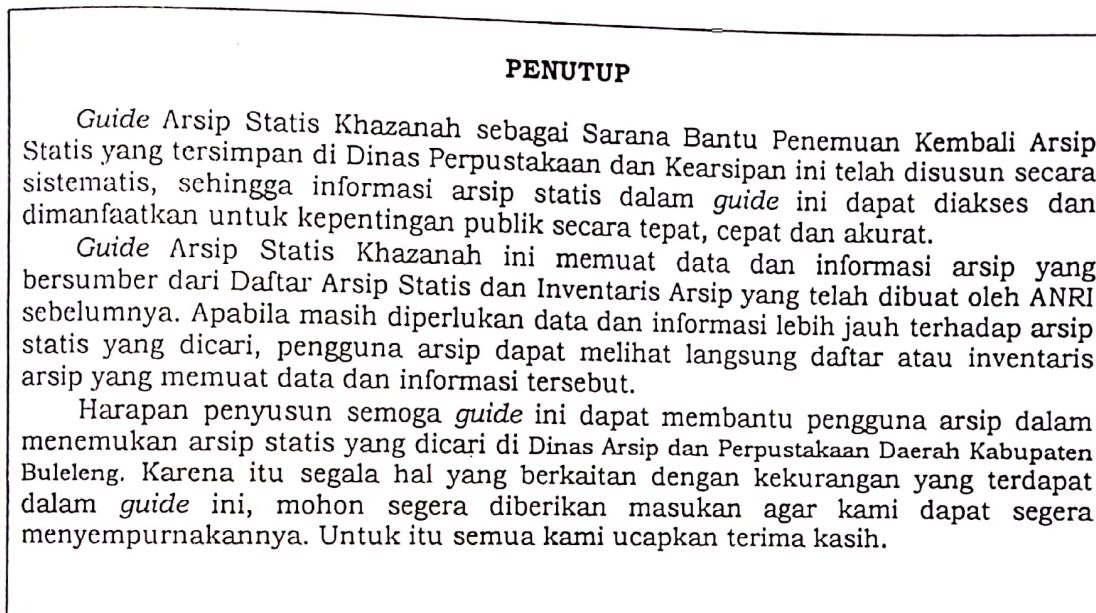 PENUTUP
Guide Arsip Statis Khazanah sebagai Sarana Bantu Penemuan Kembali Arsip
Statis yang tersimpan di Dinas Perpustakaan dan Kearsipan ini telah disusun secara
sistematis, sehingga informasi arsip statis dalam guide ini dapat diakses dan
dimanfaatkan untuk kepentingan publik secara tepat, cepat dan akurat.
Guide Arsip Statis Khazanah ini memuat data dan informasi arsip yang
bersumber dari Daftar Arsip Statis dan Inventaris Arsip yang telah dibuat oleh ANRI
sebelumnya. Apabila masih diperlukan data dan informasi lebih jauh terhadap arsip
statis yang dicari, pengguna arsip dapat melihat langsung daftar atau inventaris
arsip yang memuat data dan informasi tersebut.
Harapan penyusun semoga guide ini dapat membantu pengguna arsip dalam
menemukan arsip statis yang dicari di Dinas Arsip dan Perpustakaan Daerah Kabupaten
Buleleng. Karena itu segala hal yang berkaitan dengan kekurangan yang terdapat
dalam guide ini, mohon segera diberikan masukan agar kami dapat segera
menyempurnakannya. Untuk itu semua kami ucapkan terima kasih.